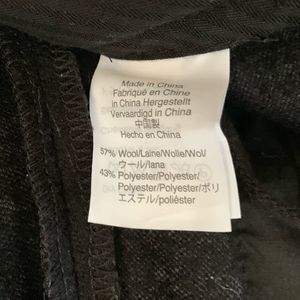 Made in China
Fabriqué en Chine
in China Hergestellt
Vervaardigd in China
中国製
Hecho en China
57% Wool/Laine/Wolle/Wol/
ウール/lana
43% Polyester/Polyester/
Polyester/Polyester/ポリ
エステル/poliéster